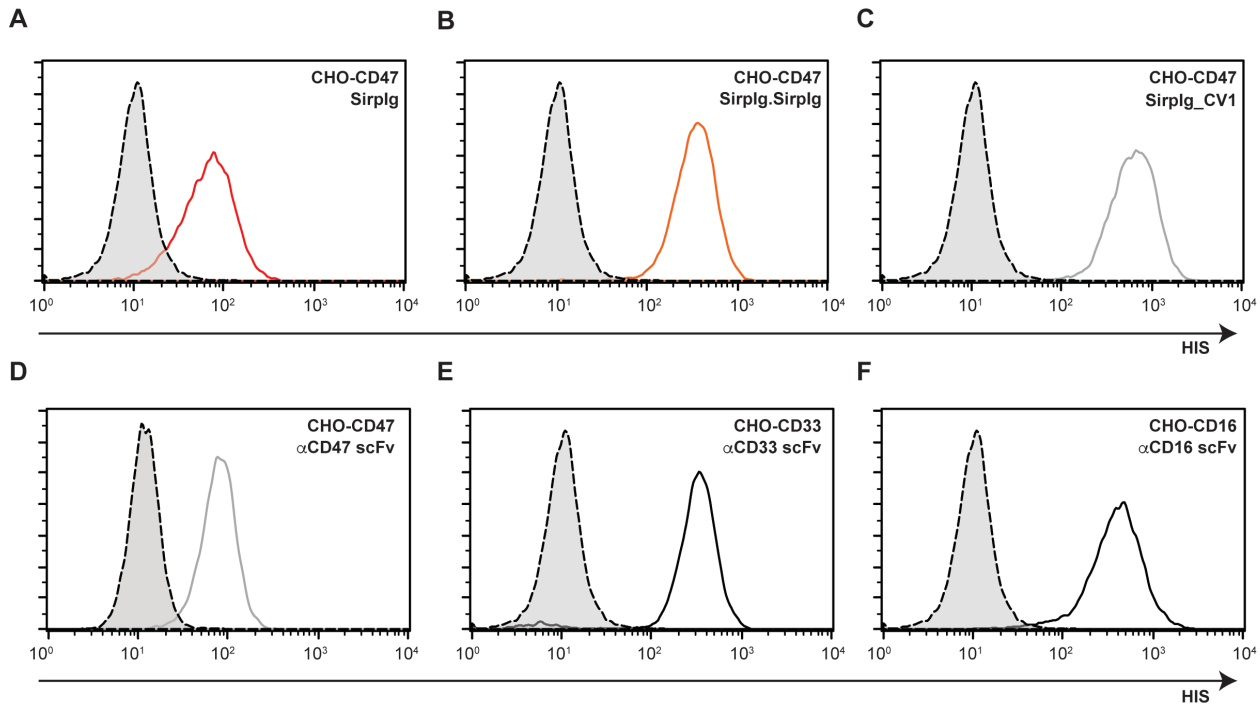 A
CHO-CD47
SirpIg
10⁰ 10¹ 10² 10³ 10⁴
B
CHO-CD47
SirpIg.SirpIg
10⁰ 10¹ 10² 10³ 10⁴
C
CHO-CD47
SirpIg_CV1
10⁰ 10¹ 10² 10³ 10⁴
HIS
D
CHO-CD47
αCD47 scFv
10⁰ 10¹ 10² 10³ 10⁴
E
CHO-CD33
αCD33 scFv
10⁰ 10¹ 10² 10³ 10⁴
F
CHO-CD16
αCD16 scFv
10⁰ 10¹ 10² 10³ 10⁴
HIS